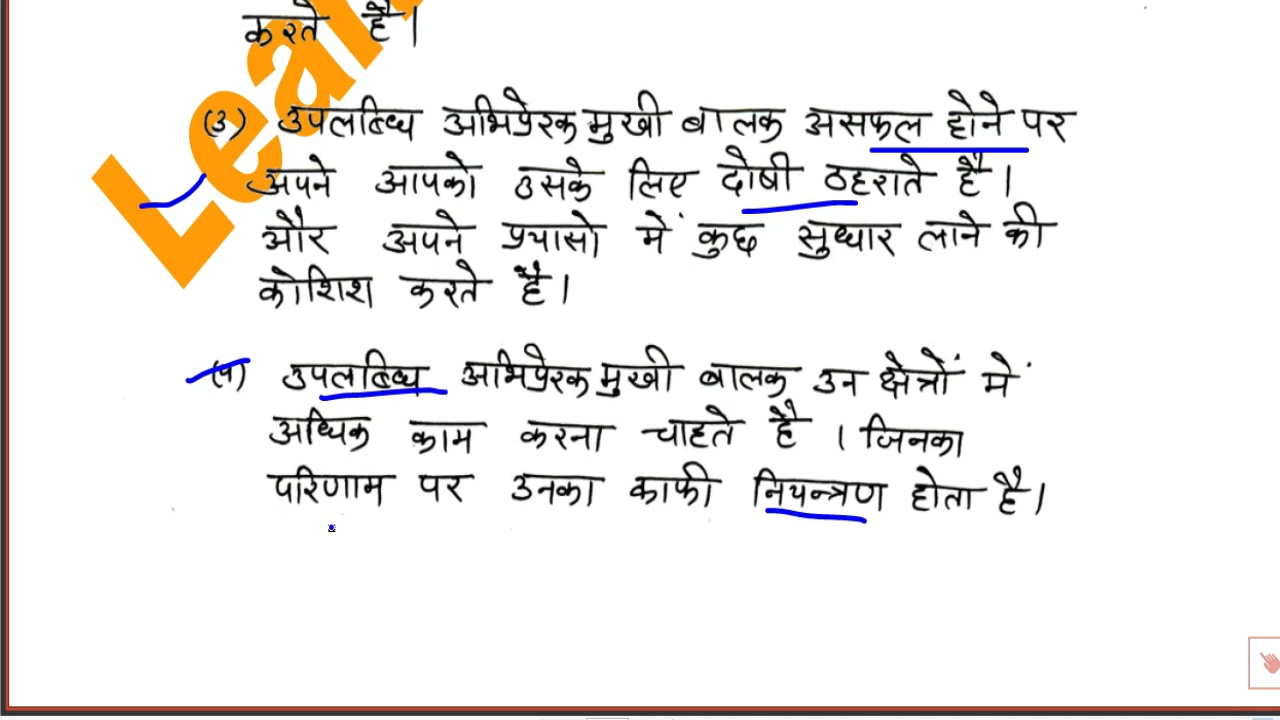 करते हैं।
Lear
(3) उपलब्धि अभिप्रेरक मुखी बालक असफल होने पर
अपने आपको उसके लिए दोषी ठहराते हैं।
और अपने प्रयासो में कुछ सुधार लाने की
कोशिश करते हैं।
(4) उपलब्धि अभिप्रेरक मुखी बालक उन क्षेत्रों में
अधिक काम करना चाहते हैं । जिनका
परिणाम पर उनका काफी नियन्त्रण होता है।